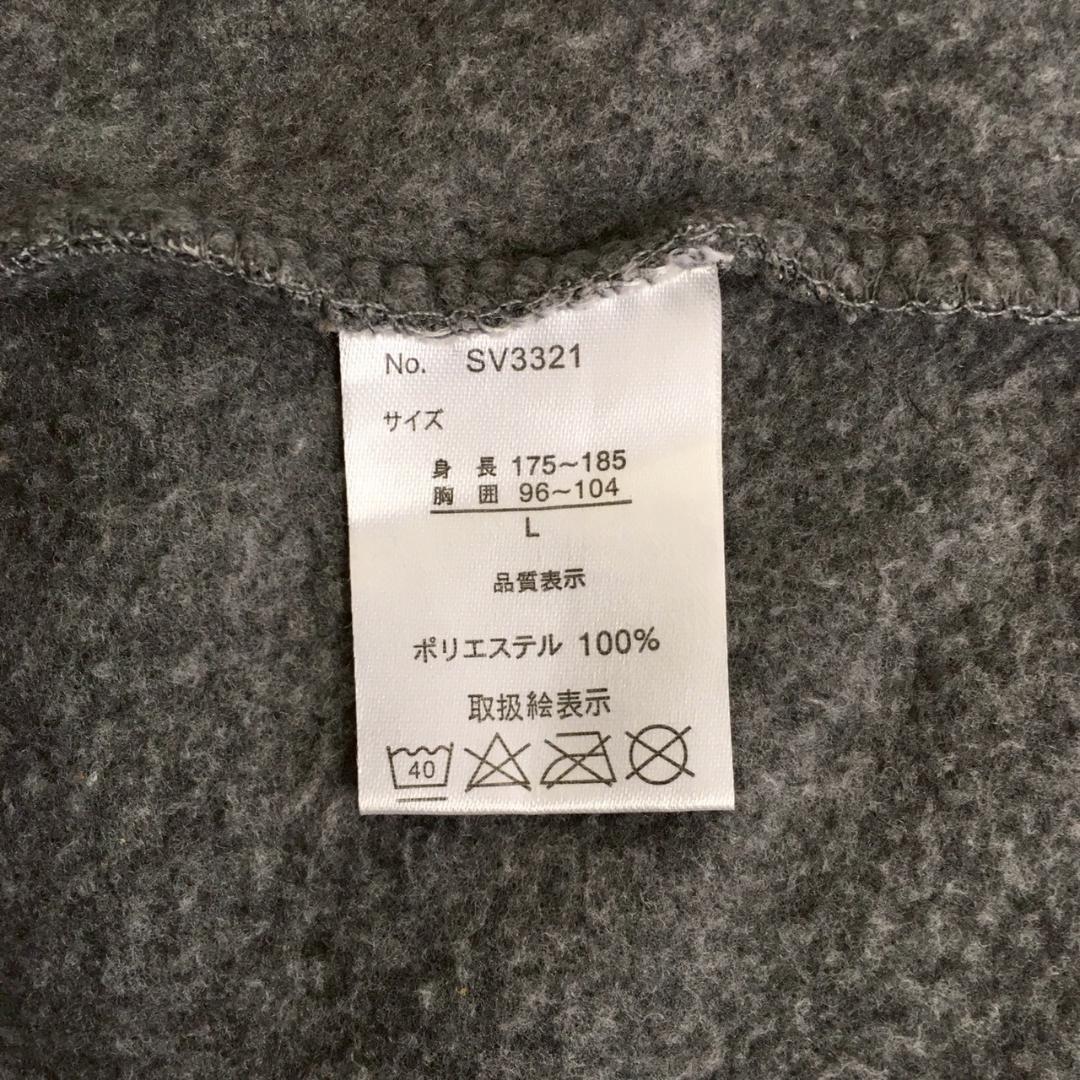 No. SV3321
サイズ
身長 175~185
胸囲 96~104
L
品質表示
ポリエステル 100%
取扱絵表示
40